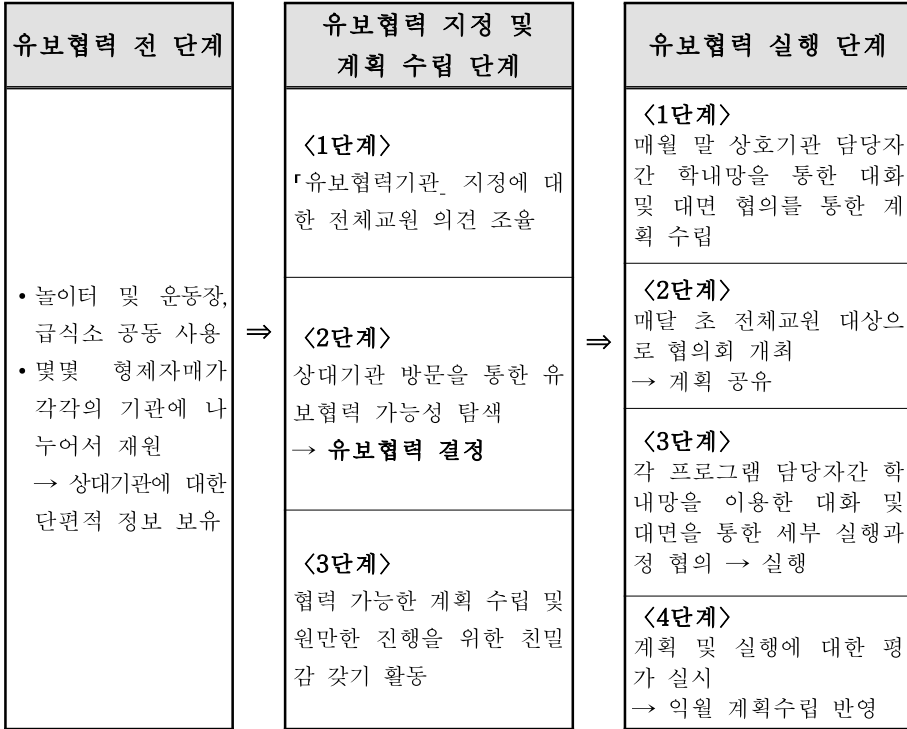 유보협력 전 단계
• 놀이터 및 운동장,
급식소 공동 사용
• 몇몇 형제자매가
각각의 기관에 나
누어서 재원
→ 상대기관에 대한
단편적 정보 보유
⇒
유보협력 지정 및
계획 수립 단계
〈1단계〉
「유보협력기관」 지정에 대
한 전체교원 의견 조율
〈2단계〉
상대기관 방문을 통한 유
보협력 가능성 탐색
→ 유보협력 결정
〈3단계〉
협력 가능한 계획 수립 및
원만한 진행을 위한 친밀
감 갖기 활동
⇒
유보협력 실행 단계
〈1단계〉
매월 말 상호기관 담당자
간 학내망을 통한 대화
및 대면 협의를 통한 계
획 수립
〈2단계〉
매달 초 전체교원 대상으
로 협의회 개최
→ 계획 공유
〈3단계〉
각 프로그램 담당자간 학
내망을 이용한 대화 및
대면을 통한 세부 실행과
정 협의 → 실행
〈4단계〉
계획 및 실행에 대한 평
가 실시
→ 익월 계획수립 반영